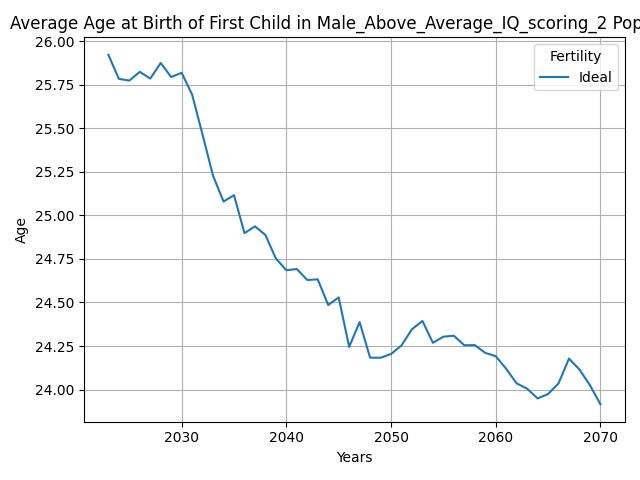 Average Age at Birth of First Child in Male_Above_Average_IQ_scoring_2 Pop
26.00
25.75
25.50
25.25
25.00
24.75
24.50
24.25
24.00
Age
Fertility
Ideal
2030 2040 2050 2060 2070
Years